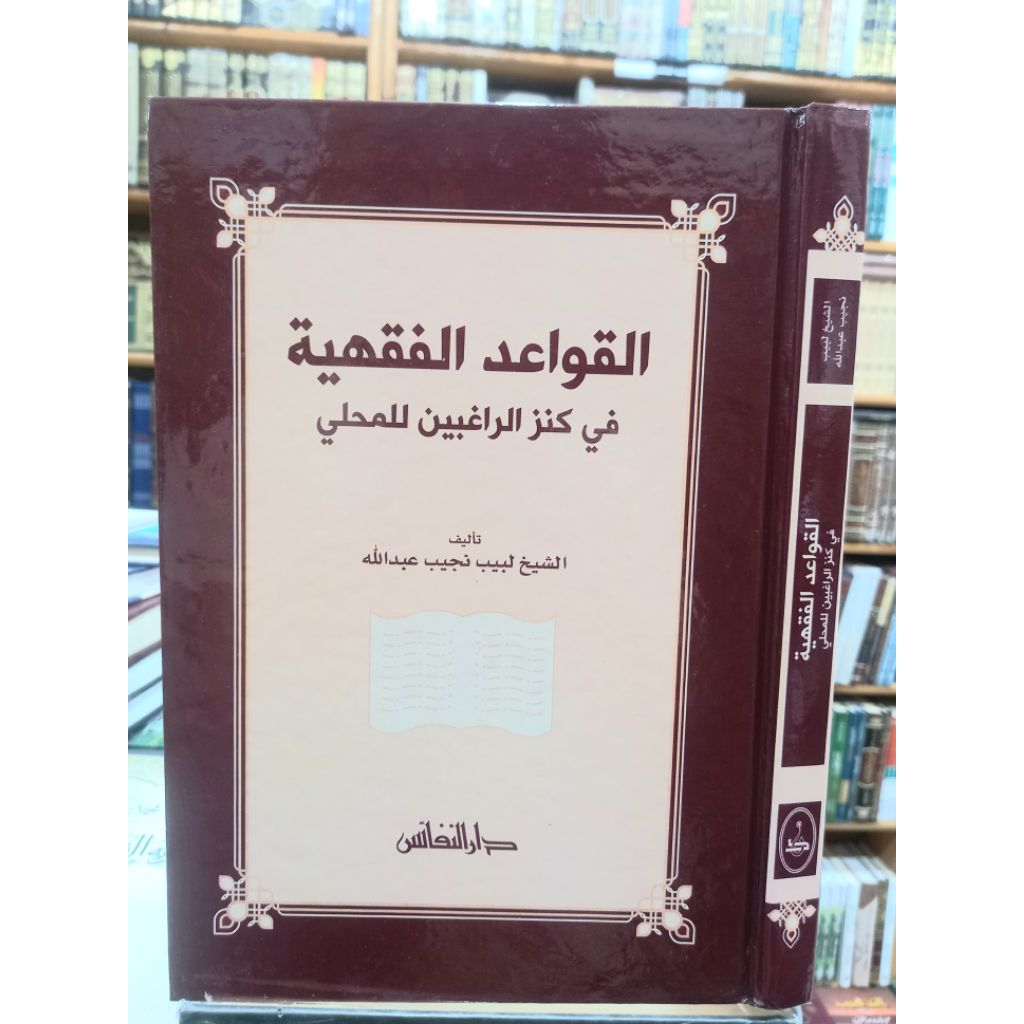 القواعد الفقهية
في كنز الراغبين للمحلي
تأليف
الشيخ لبيب نجيب عبدالله
دار النفائس
الشيخ لبيب
نجيب عبدالله
القواعد الفقهية
في كنز الراغبين للمحلي